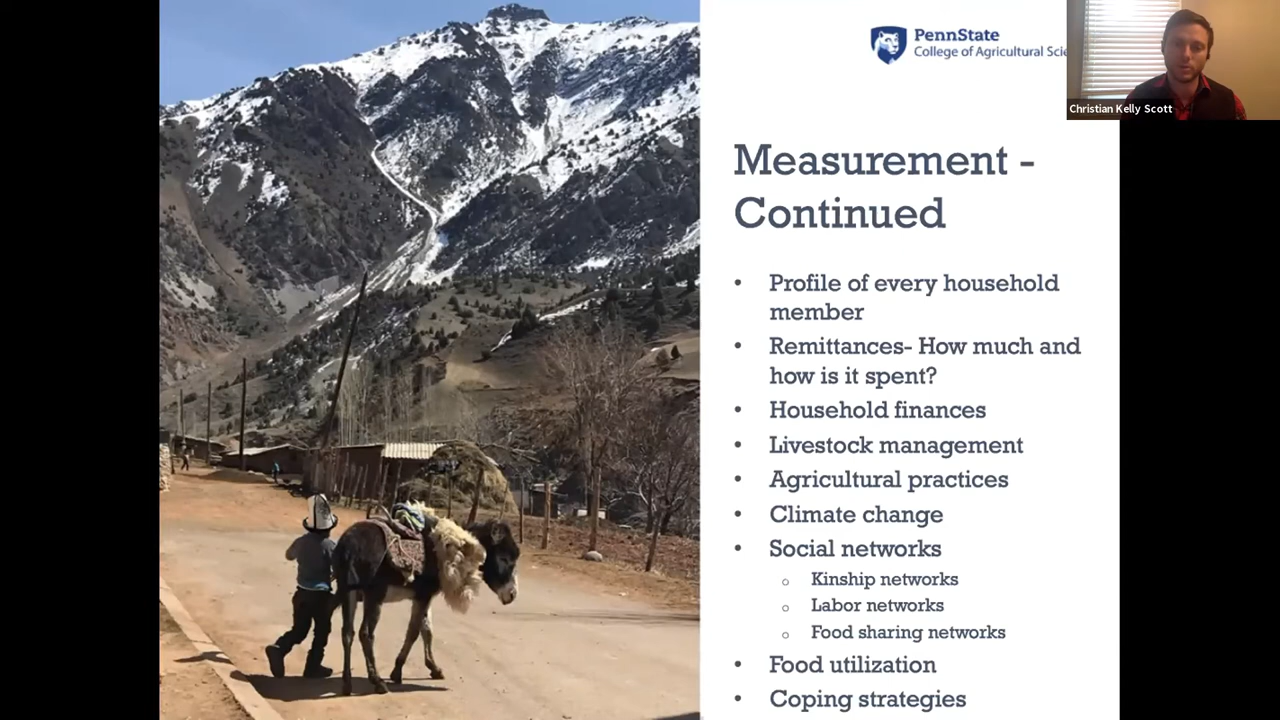 PennState
College of Agricultural Scie
Christian Kelly Scott
Measurement -
Continued
• Profile of every household
member
• Remittances- How much and
how is it spent?
• Household finances
• Livestock management
• Agricultural practices
• Climate change
• Social networks
○ Kinship networks
○ Labor networks
○ Food sharing networks
• Food utilization
• Coping strategies